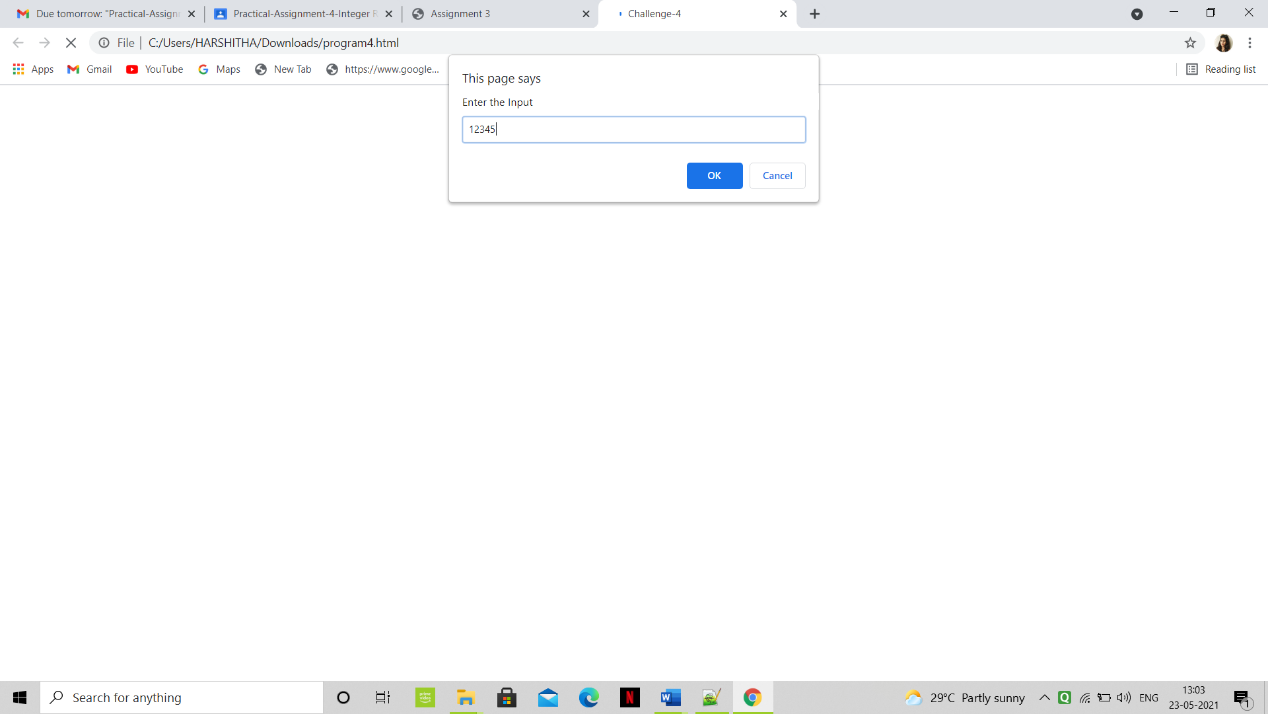 Due tomorrow: "Practical-Assignm
Practical-Assignment-4-Integer
Assignment 3
Challenge-4
File
C:/Users/HARSHITHA/Downloads/program4.html
Apps
Gmail
YouTube
Maps
New Tab
https://www.google...
Reading list
This page says
Enter the Input
12345
OK
Cancel
Search for anything
29°C Partly sunny
ENG
13:03
23-05-2021
1